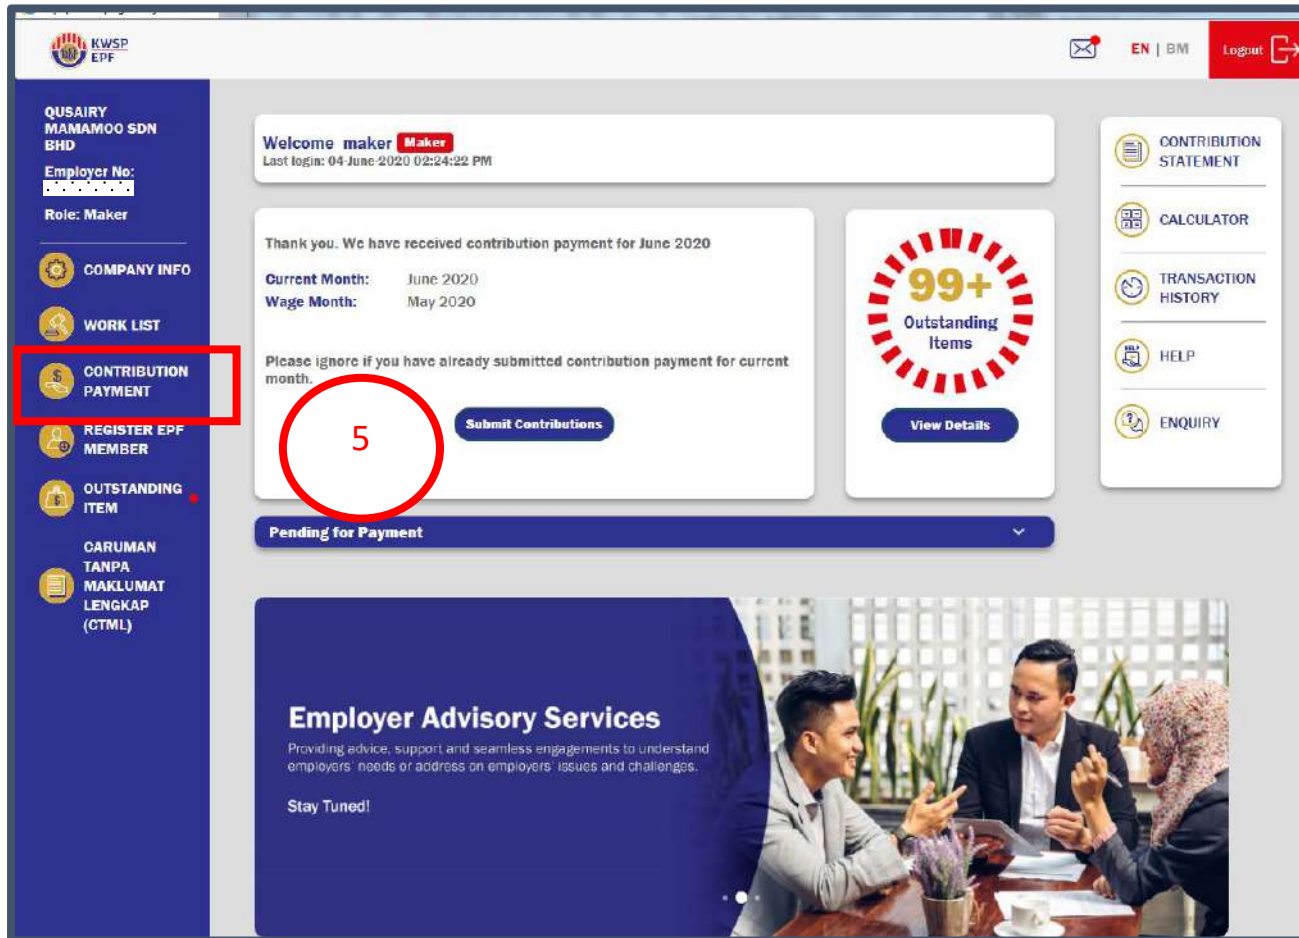 KWSP
EPF
EN | BM
Logout
QUSAIRY
MAMAMOO SDN
BHD
Employer No:
Role: Maker
COMPANY INFO
WORK LIST
CONTRIBUTION
PAYMENT
REGISTER EPF
MEMBER
OUTSTANDING
ITEM
CARUMAN
TANPA
MAKLUMAT
LENGKAP
(CTML)
Welcome maker Maker
Last login: 04-June-2020 02:24:22 PM
Thank you. We have received contribution payment for June 2020
Current Month: June 2020
Wage Month: May 2020
Please ignore if you have already submitted contribution payment for current
month.
5
Submit Contributions
99+
Outstanding
Items
View Details
CONTRIBUTION
STATEMENT
CALCULATOR
TRANSACTION
HISTORY
HELP
ENQUIRY
Pending for Payment
Employer Advisory Services
Providing advice, support and seamless engagements to understand
employers' needs or address on employers' issues and challenges.
Stay Tuned!